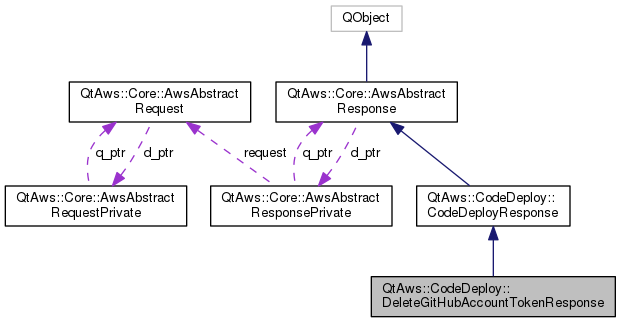 QObject
QtAws::Core::AwsAbstract
Request
QtAws::Core::AwsAbstract
Response
q_ptr
d_ptr
request
q_ptr
d_ptr
QtAws::Core::AwsAbstract
RequestPrivate
QtAws::Core::AwsAbstract
ResponsePrivate
QtAws::CodeDeploy::
CodeDeployResponse
QtAws::CodeDeploy::
DeleteGitHubAccountTokenResponse